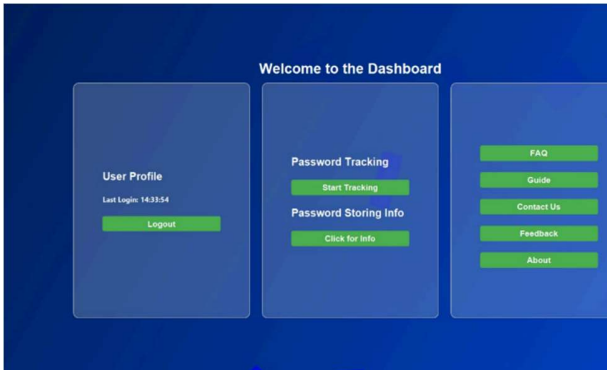 Welcome to the Dashboard
User Profile
Last Login: 14:33:54
Logout
Password Tracking
Start Tracking
Password Storing Info
Click for Info
FAQ
Guide
Contact Us
Feedback
About